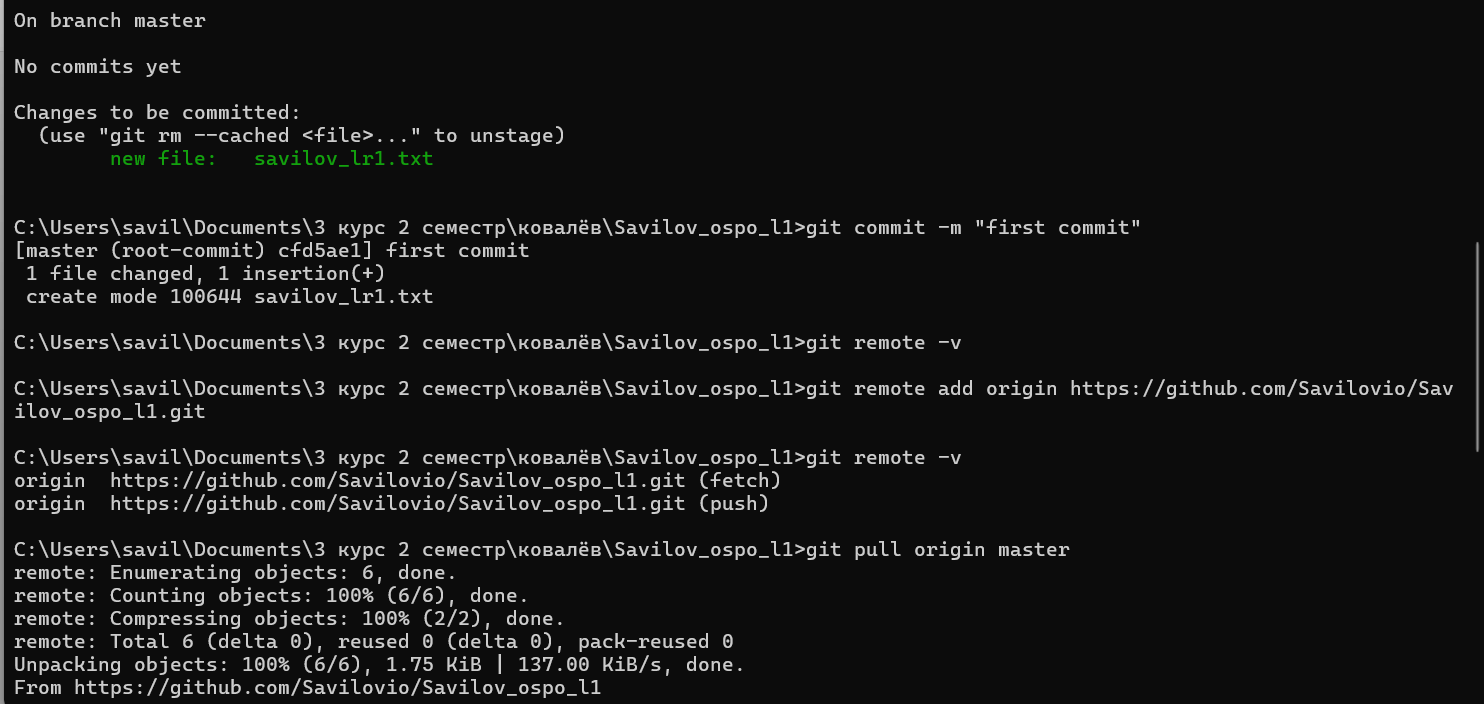 On branch master
No commits yet
Changes to be committed:
(use "git rm --cached <file>..." to unstage)
new file:   savilov_lr1.txt
C:\Users\savil\Documents\3 курс 2 семестр\ковалёв\Savilov_ospo_l1>git commit -m "first commit"
[master (root-commit) cfd5ae1] first commit
1 file changed, 1 insertion(+)
create mode 100644 savilov_lr1.txt
C:\Users\savil\Documents\3 курс 2 семестр\ковалёв\Savilov_ospo_l1>git remote -v
C:\Users\savil\Documents\3 курс 2 семестр\ковалёв\Savilov_ospo_l1>git remote add origin https://github.com/Savilovio/Sav
ilov_ospo_l1.git
C:\Users\savil\Documents\3 курс 2 семестр\ковалёв\Savilov_ospo_l1>git remote -v
origin  https://github.com/Savilovio/Savilov_ospo_l1.git (fetch)
origin  https://github.com/Savilovio/Savilov_ospo_l1.git (push)
C:\Users\savil\Documents\3 курс 2 семестр\ковалёв\Savilov_ospo_l1>git pull origin master
remote: Enumerating objects: 6, done.
remote: Counting objects: 100% (6/6), done.
remote: Compressing objects: 100% (2/2), done.
remote: Total 6 (delta 0), reused 0 (delta 0), pack-reused 0
Unpacking objects: 100% (6/6), 1.75 KiB | 137.00 KiB/s, done.
From https://github.com/Savilovio/Savilov_ospo_l1